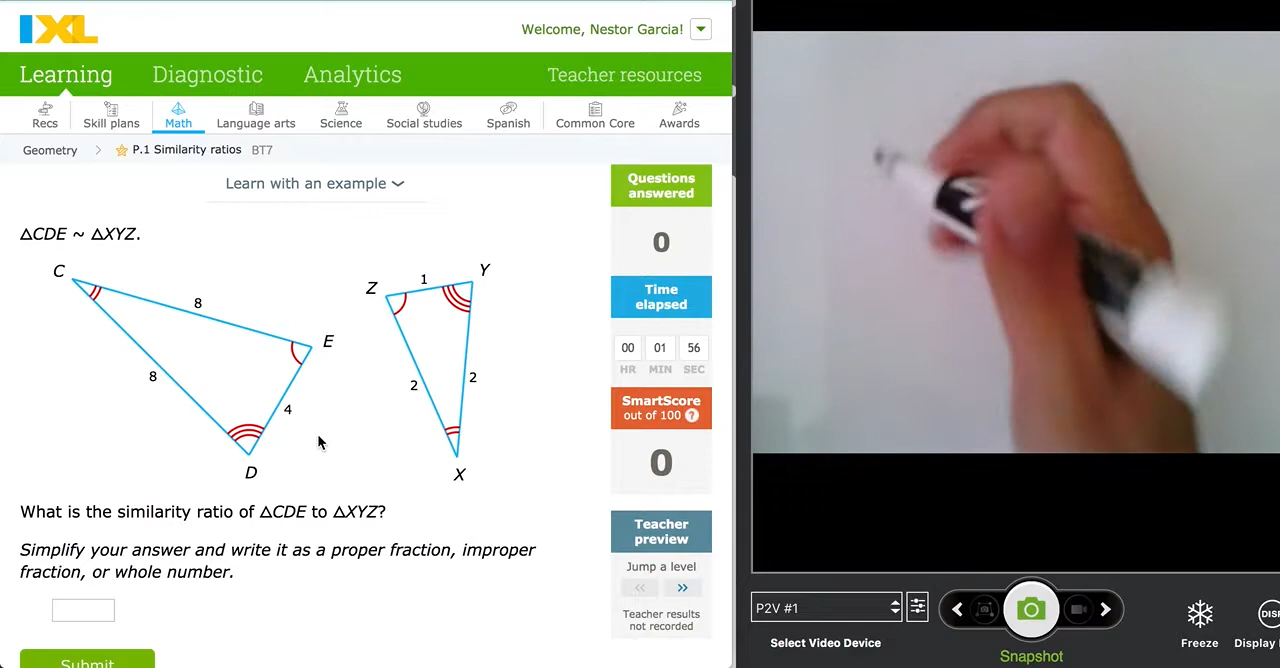 IXL
Welcome, Nestor Garcia!
Learning Diagnostic Analytics Teacher resources
Recs Skill plans Math Language arts Science Social studies Spanish Common Core Awards
Geometry > P.1 Similarity ratios BT7
Learn with an example
Questions answered
0
Time elapsed
00 01 56
HR MIN SEC
SmartScore
out of 100 ?
0
Teacher preview
Jump a level
<< >>
Teacher results not recorded
△CDE ~ △XYZ.
C
8
E
8
4
D
Z
1
Y
2
2
X
What is the similarity ratio of △CDE to △XYZ?
Simplify your answer and write it as a proper fraction, improper
fraction, or whole number.
Submit
P2V #1
Select Video Device
Snapshot
Freeze
Display